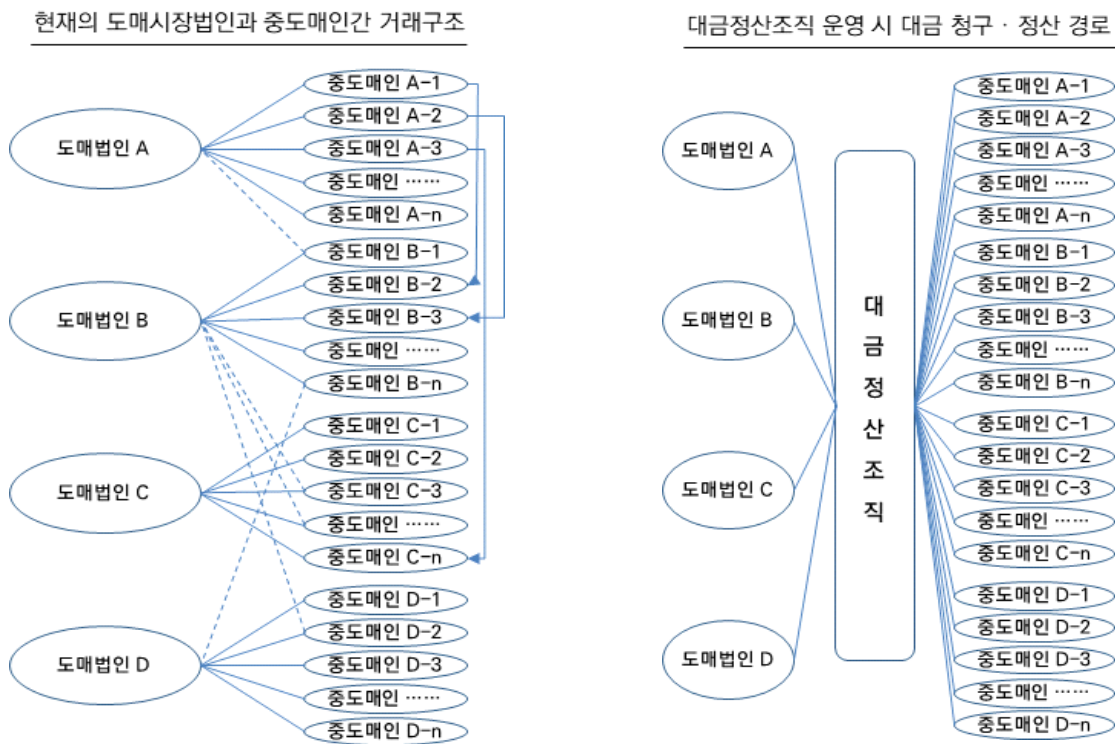 현재의 도매시장법인과 중도매인간 거래구조
도매법인 A
중도매인 A-1
중도매인 A-2
중도매인 A-3
중도매인 ……
중도매인 A-n
도매법인 B
중도매인 B-1
중도매인 B-2
중도매인 B-3
중도매인 ……
중도매인 B-n
도매법인 C
중도매인 C-1
중도매인 C-2
중도매인 C-3
중도매인 ……
중도매인 C-n
도매법인 D
중도매인 D-1
중도매인 D-2
중도매인 D-3
중도매인 ……
중도매인 D-n
대금정산조직 운영 시 대금 청구 · 정산 경로
도매법인 A
도매법인 B
도매법인 C
도매법인 D
대금정산조직
중도매인 A-1
중도매인 A-2
중도매인 A-3
중도매인 ……
중도매인 A-n
중도매인 B-1
중도매인 B-2
중도매인 B-3
중도매인 ……
중도매인 B-n
중도매인 C-1
중도매인 C-2
중도매인 C-3
중도매인 ……
중도매인 C-n
중도매인 D-1
중도매인 D-2
중도매인 D-3
중도매인 ……
중도매인 D-n